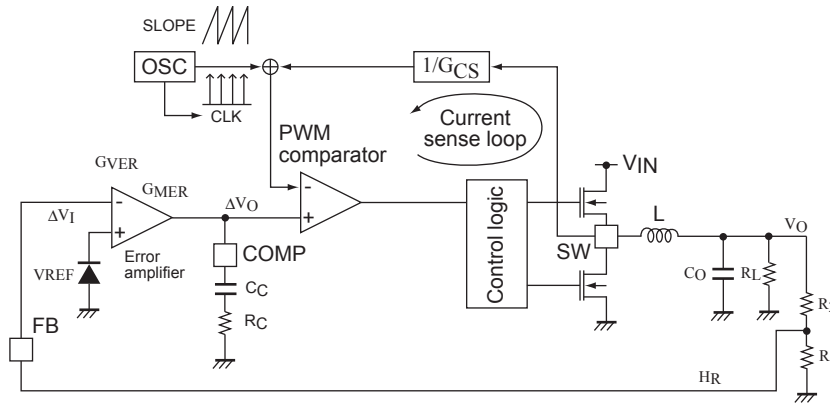 SLOPE
OSC
CLK
1/GCS
Current
sense loop
PWM
comparator
GVER
GMER
VIN
ΔVI
ΔVO
-
+
-
+
Control logic
L
VO
SW
VREF
Error
amplifier
COMP
CC
RC
CO
RL
FB
HR
R